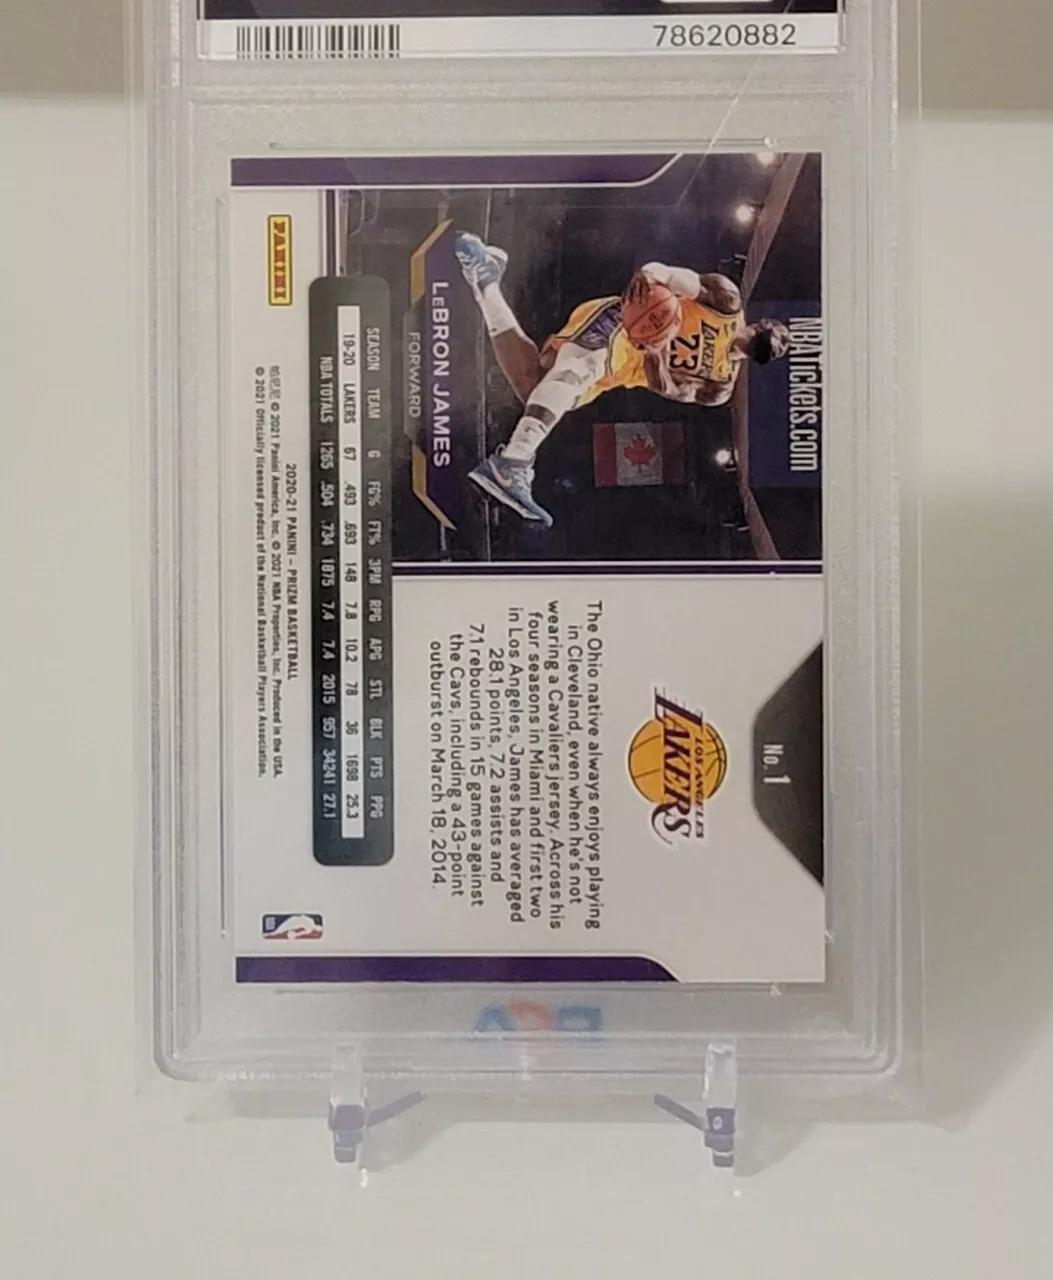 78620882
NBATickets.com
LAKERS
23
LEBRON JAMES
FORWARD
No. 1
LOS ANGELES
LAKERS
The Ohio native always enjoys playing
in Cleveland, even when he's not
wearing a Cavaliers jersey. Across his
four seasons in Miami and first two
in Los Angeles, James has averaged
28.1 points, 7.2 assists and
7.1 rebounds in 15 games against
the Cavs, including a 43-point
outburst on March 18, 2014.
SEASON TEAM G FG% FT% 3PM RPG APG STL BLK PTS PPG
19-20 LAKERS 67 .493 .693 148 7.8 10.2 78 36 1698 25.3
NBA TOTALS 1265 .504 .734 1875 7.4 7.4 2015 957 34241 27.1
PANINI
2020-21 PANINI – PRIZM BASKETBALL
© 2021 Panini America, Inc. © 2021 NBA Properties, Inc. Produced in the USA.
© 2021 Officially licensed product of the National Basketball Players Association.
PSA